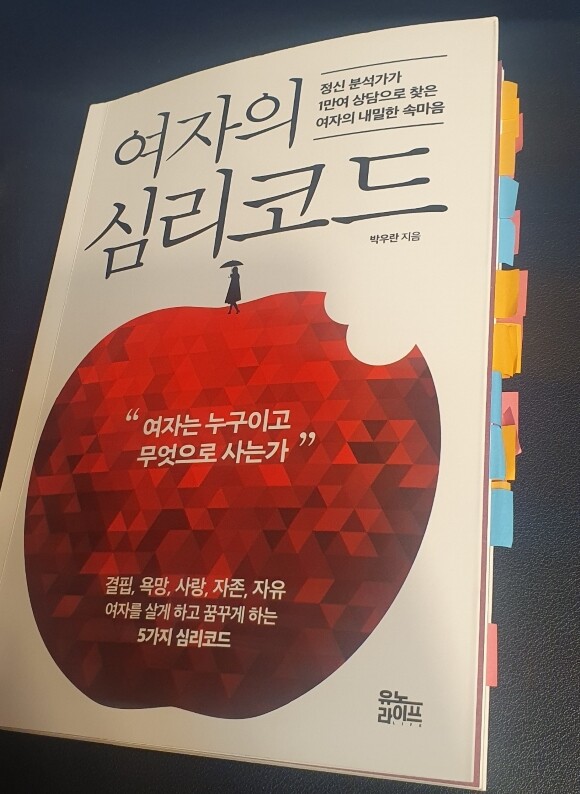 정신 분석가가
1만여 상담으로 찾은
여자의 내밀한 속마음
여자의
심리코드
박우란 지음
“ 여자는 누구이고
무엇으로 사는가 ”
결핍, 욕망, 사랑, 자존, 자유
여자를 살게 하고 꿈꾸게 하는
5가지 심리코드
유노
라이프
LIFE